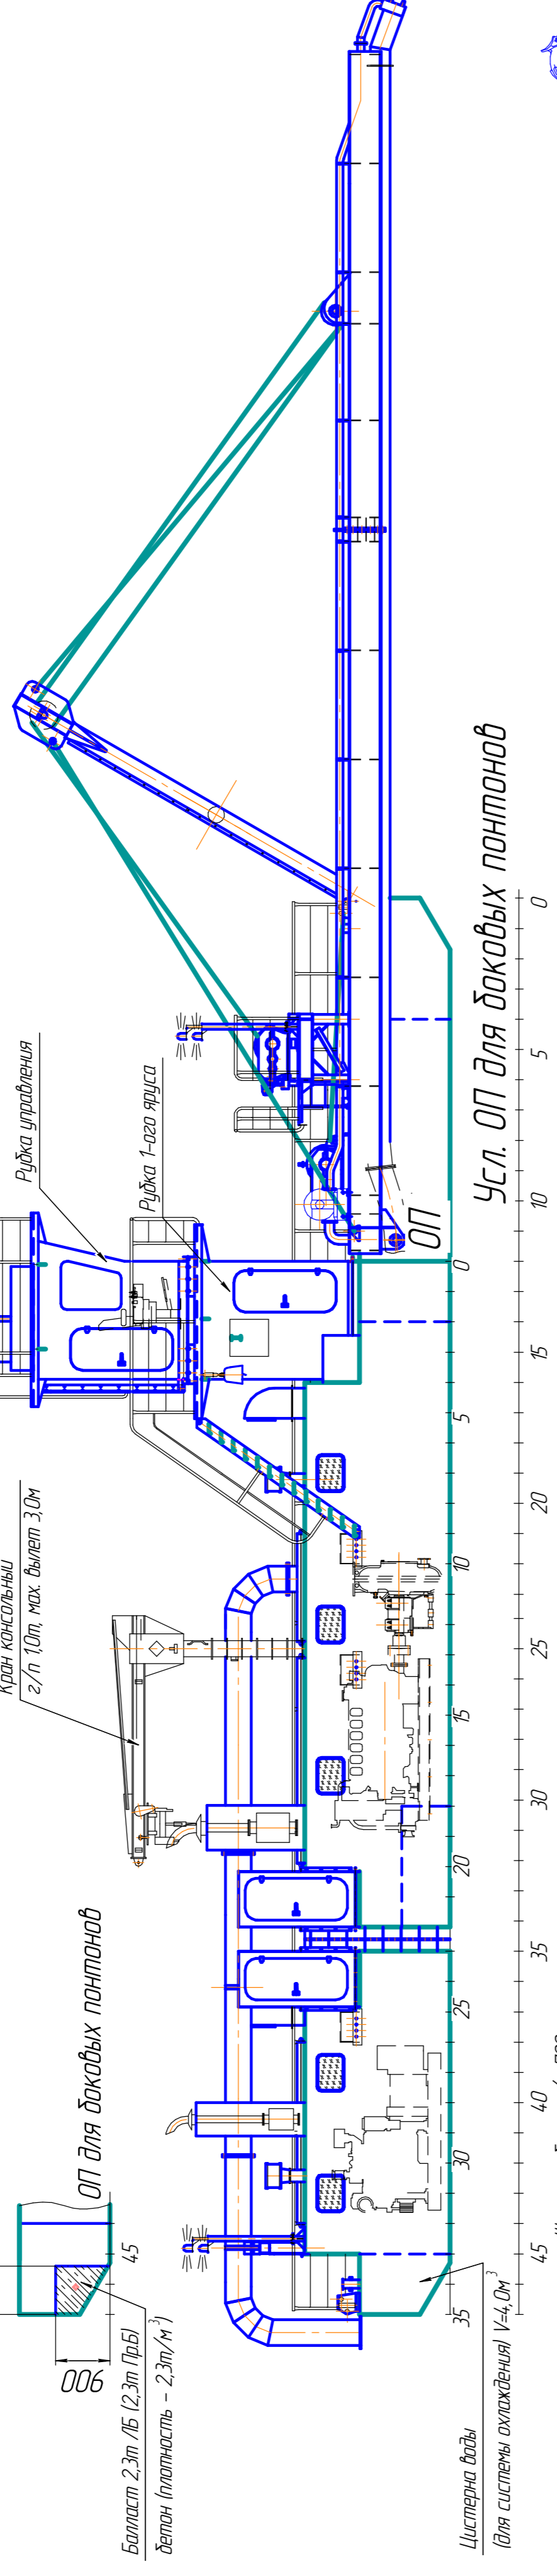 Кран консольный
г/п 1,0т, мах. вылет 3,0м
Рубка управления
Рубка 1-ого яруса
ОП для боковых понтонов
45
900
Балласт 2,3т ЛБ (2,3т Пр.Б)
бетон (плотность – 2,3т/м³)
ОП
Усл. ОП для боковых понтонов
Цистерна воды
(для системы охлаждения) V=4,0м³
35 30 25 20 15 10 5 0
45 40 35 30 25 20 15 10 5 0